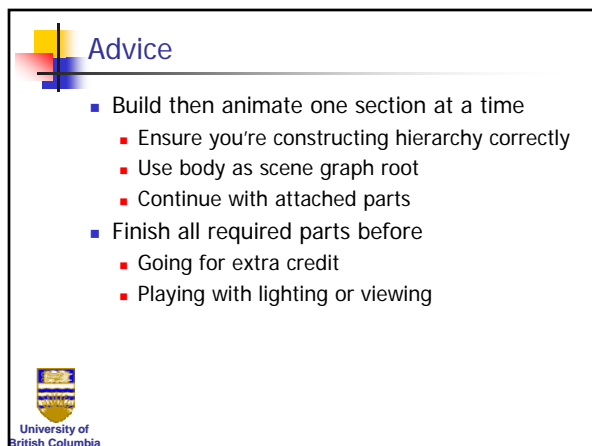 Advice
Build then animate one section at a time
Ensure you're constructing hierarchy correctly
Use body as scene graph root
Continue with attached parts
Finish all required parts before
Going for extra credit
Playing with lighting or viewing
University of
British Columbia